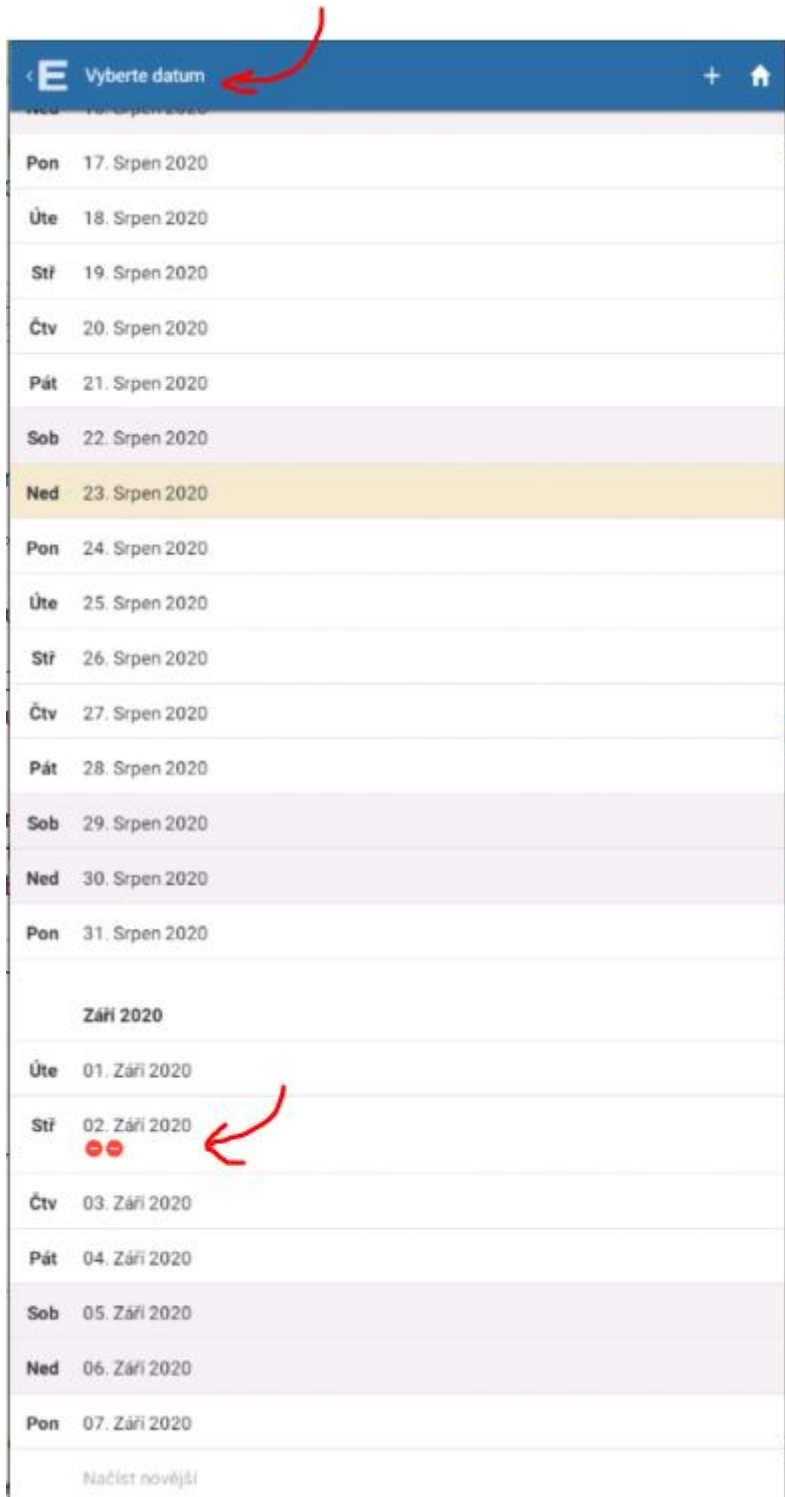 E Vyberte datum +
Pon 17. Srpen 2020
Úte 18. Srpen 2020
Stř 19. Srpen 2020
Čtv 20. Srpen 2020
Pát 21. Srpen 2020
Sob 22. Srpen 2020
Ned 23. Srpen 2020
Pon 24. Srpen 2020
Úte 25. Srpen 2020
Stř 26. Srpen 2020
Čtv 27. Srpen 2020
Pát 28. Srpen 2020
Sob 29. Srpen 2020
Ned 30. Srpen 2020
Pon 31. Srpen 2020
Září 2020
Úte 01. Září 2020
Stř 02. Září 2020
Čtv 03. Září 2020
Pát 04. Září 2020
Sob 05. Září 2020
Ned 06. Září 2020
Pon 07. Září 2020
Načíst novější